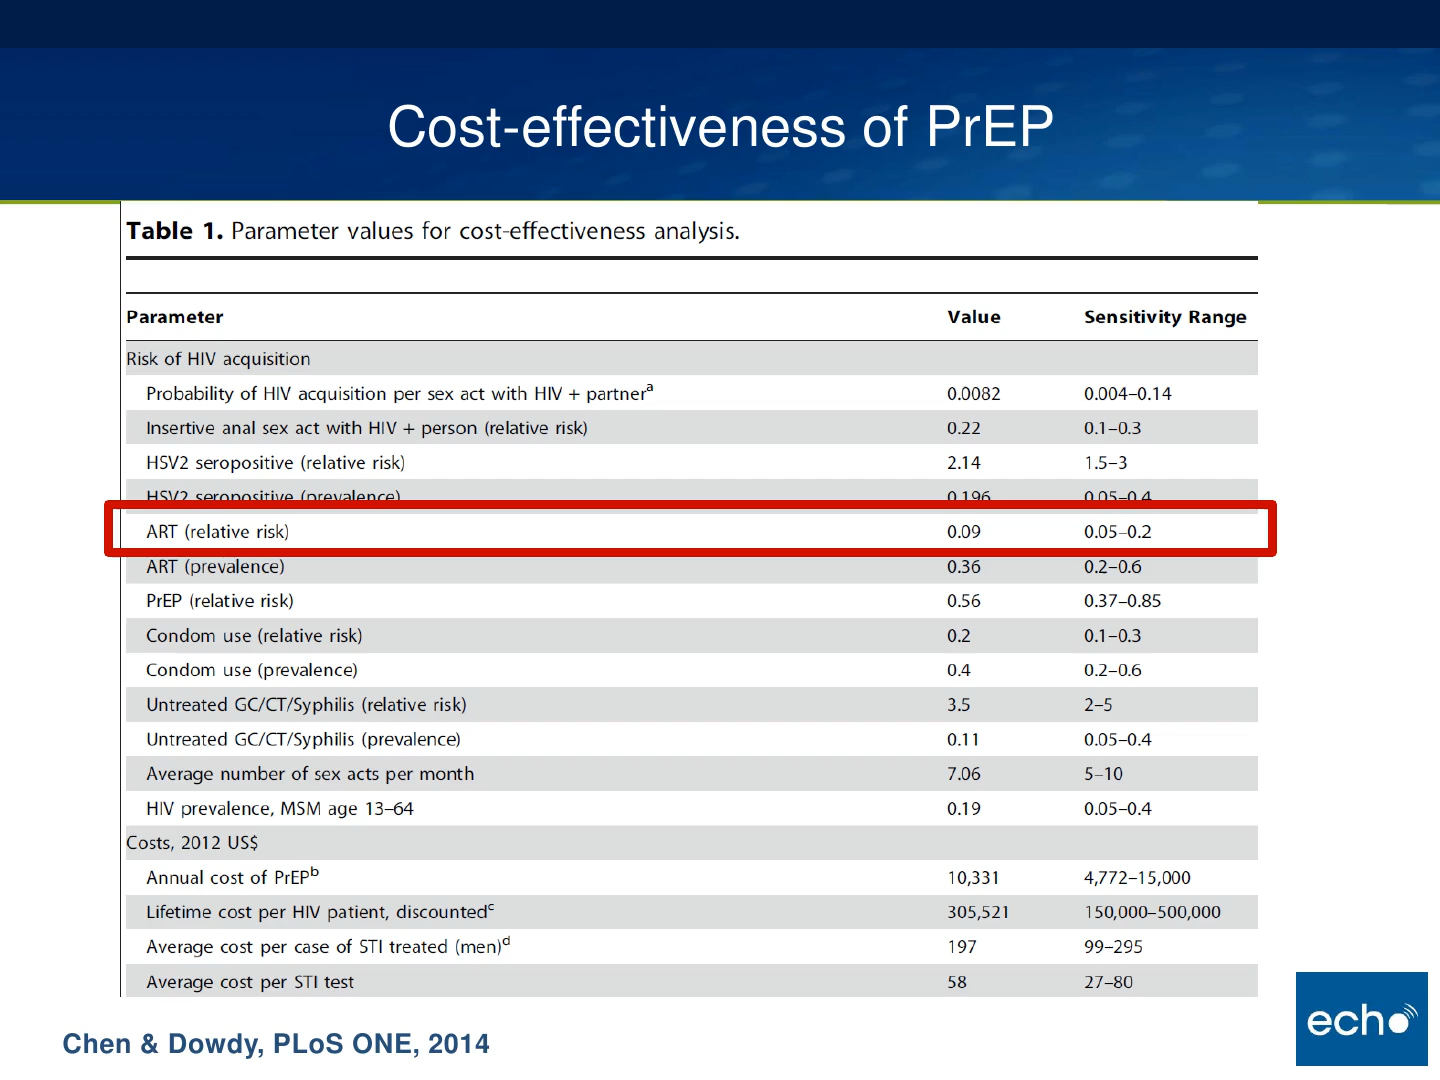 Cost-effectiveness of PrEP
Table 1. Parameter values for cost-effectiveness analysis.
Parameter Value Sensitivity Range
Risk of HIV acquisition
Probability of HIV acquisition per sex act with HIV + partnerᵃ 0.0082 0.004–0.14
Insertive anal sex act with HIV + person (relative risk) 0.22 0.1–0.3
HSV2 seropositive (relative risk) 2.14 1.5–3
HSV2 seropositive (prevalence) 0.196 0.05–0.4
ART (relative risk) 0.09 0.05–0.2
ART (prevalence) 0.36 0.2–0.6
PrEP (relative risk) 0.56 0.37–0.85
Condom use (relative risk) 0.2 0.1–0.3
Condom use (prevalence) 0.4 0.2–0.6
Untreated GC/CT/Syphilis (relative risk) 3.5 2–5
Untreated GC/CT/Syphilis (prevalence) 0.11 0.05–0.4
Average number of sex acts per month 7.06 5–10
HIV prevalence, MSM age 13–64 0.19 0.05–0.4
Costs, 2012 US$
Annual cost of PrEPᵇ 10,331 4,772–15,000
Lifetime cost per HIV patient, discountedᶜ 305,521 150,000–500,000
Average cost per case of STI treated (men)ᵈ 197 99–295
Average cost per STI test 58 27–80
Chen & Dowdy, PLoS ONE, 2014
echo